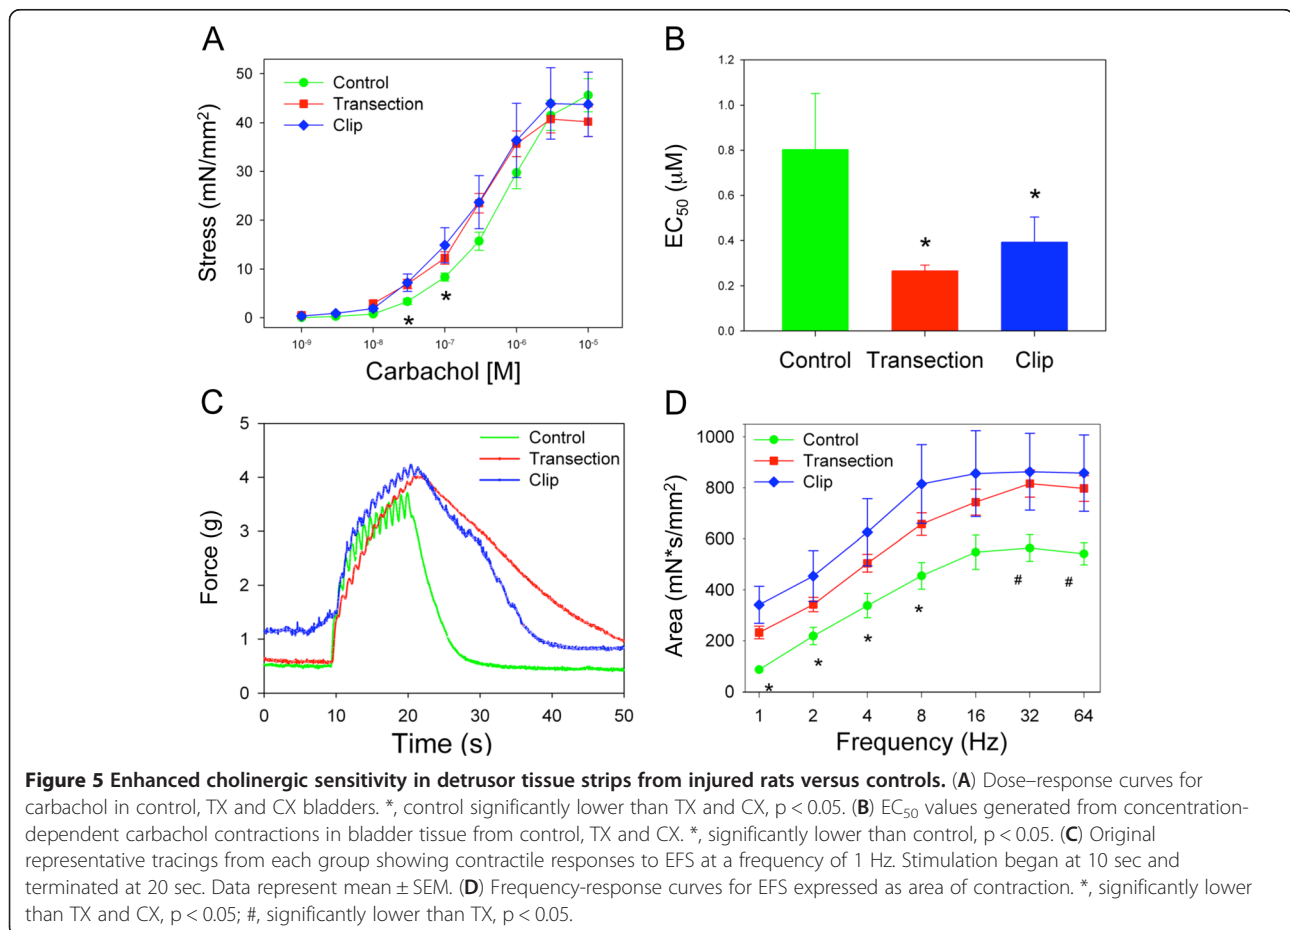 A
Control
Transection
Clip
Stress (mN/mm²)
50
40
30
20
10
0
*
*
10⁻⁹
10⁻⁸
10⁻⁷
10⁻⁶
10⁻⁵
Carbachol [M]
B
EC₅₀ (μM)
1.2
1.0
0.8
0.6
0.4
0.2
0.0
*
*
Control Transection Clip
C
Control
Transection
Clip
Force (g)
5
4
3
2
1
0
0 10 20 30 40 50
Time (s)
D
Control
Transection
Clip
Area (mN*s/mm²)
1000
800
600
400
200
0
*
*
*
*
#
#
1 2 4 8 16 32 64
Frequency (Hz)
Figure 5 Enhanced cholinergic sensitivity in detrusor tissue strips from injured rats versus controls. (A) Dose–response curves for
carbachol in control, TX and CX bladders. *, control significantly lower than TX and CX, p < 0.05. (B) EC₅₀ values generated from concentration-
dependent carbachol contractions in bladder tissue from control, TX and CX. *, significantly lower than control, p < 0.05. (C) Original
representative tracings from each group showing contractile responses to EFS at a frequency of 1 Hz. Stimulation began at 10 sec and
terminated at 20 sec. Data represent mean ± SEM. (D) Frequency-response curves for EFS expressed as area of contraction. *, significantly lower
than TX and CX, p < 0.05; #, significantly lower than TX, p < 0.05.